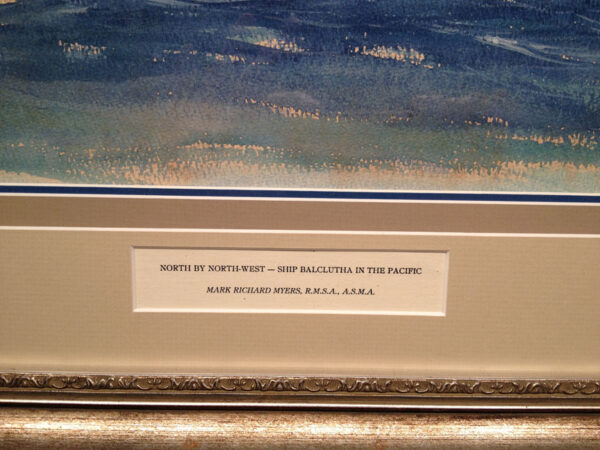 NORTH BY NORTH-WEST — SHIP BALCLUTHA IN THE PACIFIC
MARK RICHARD MYERS, R.M.S.A., A.S.M.A.